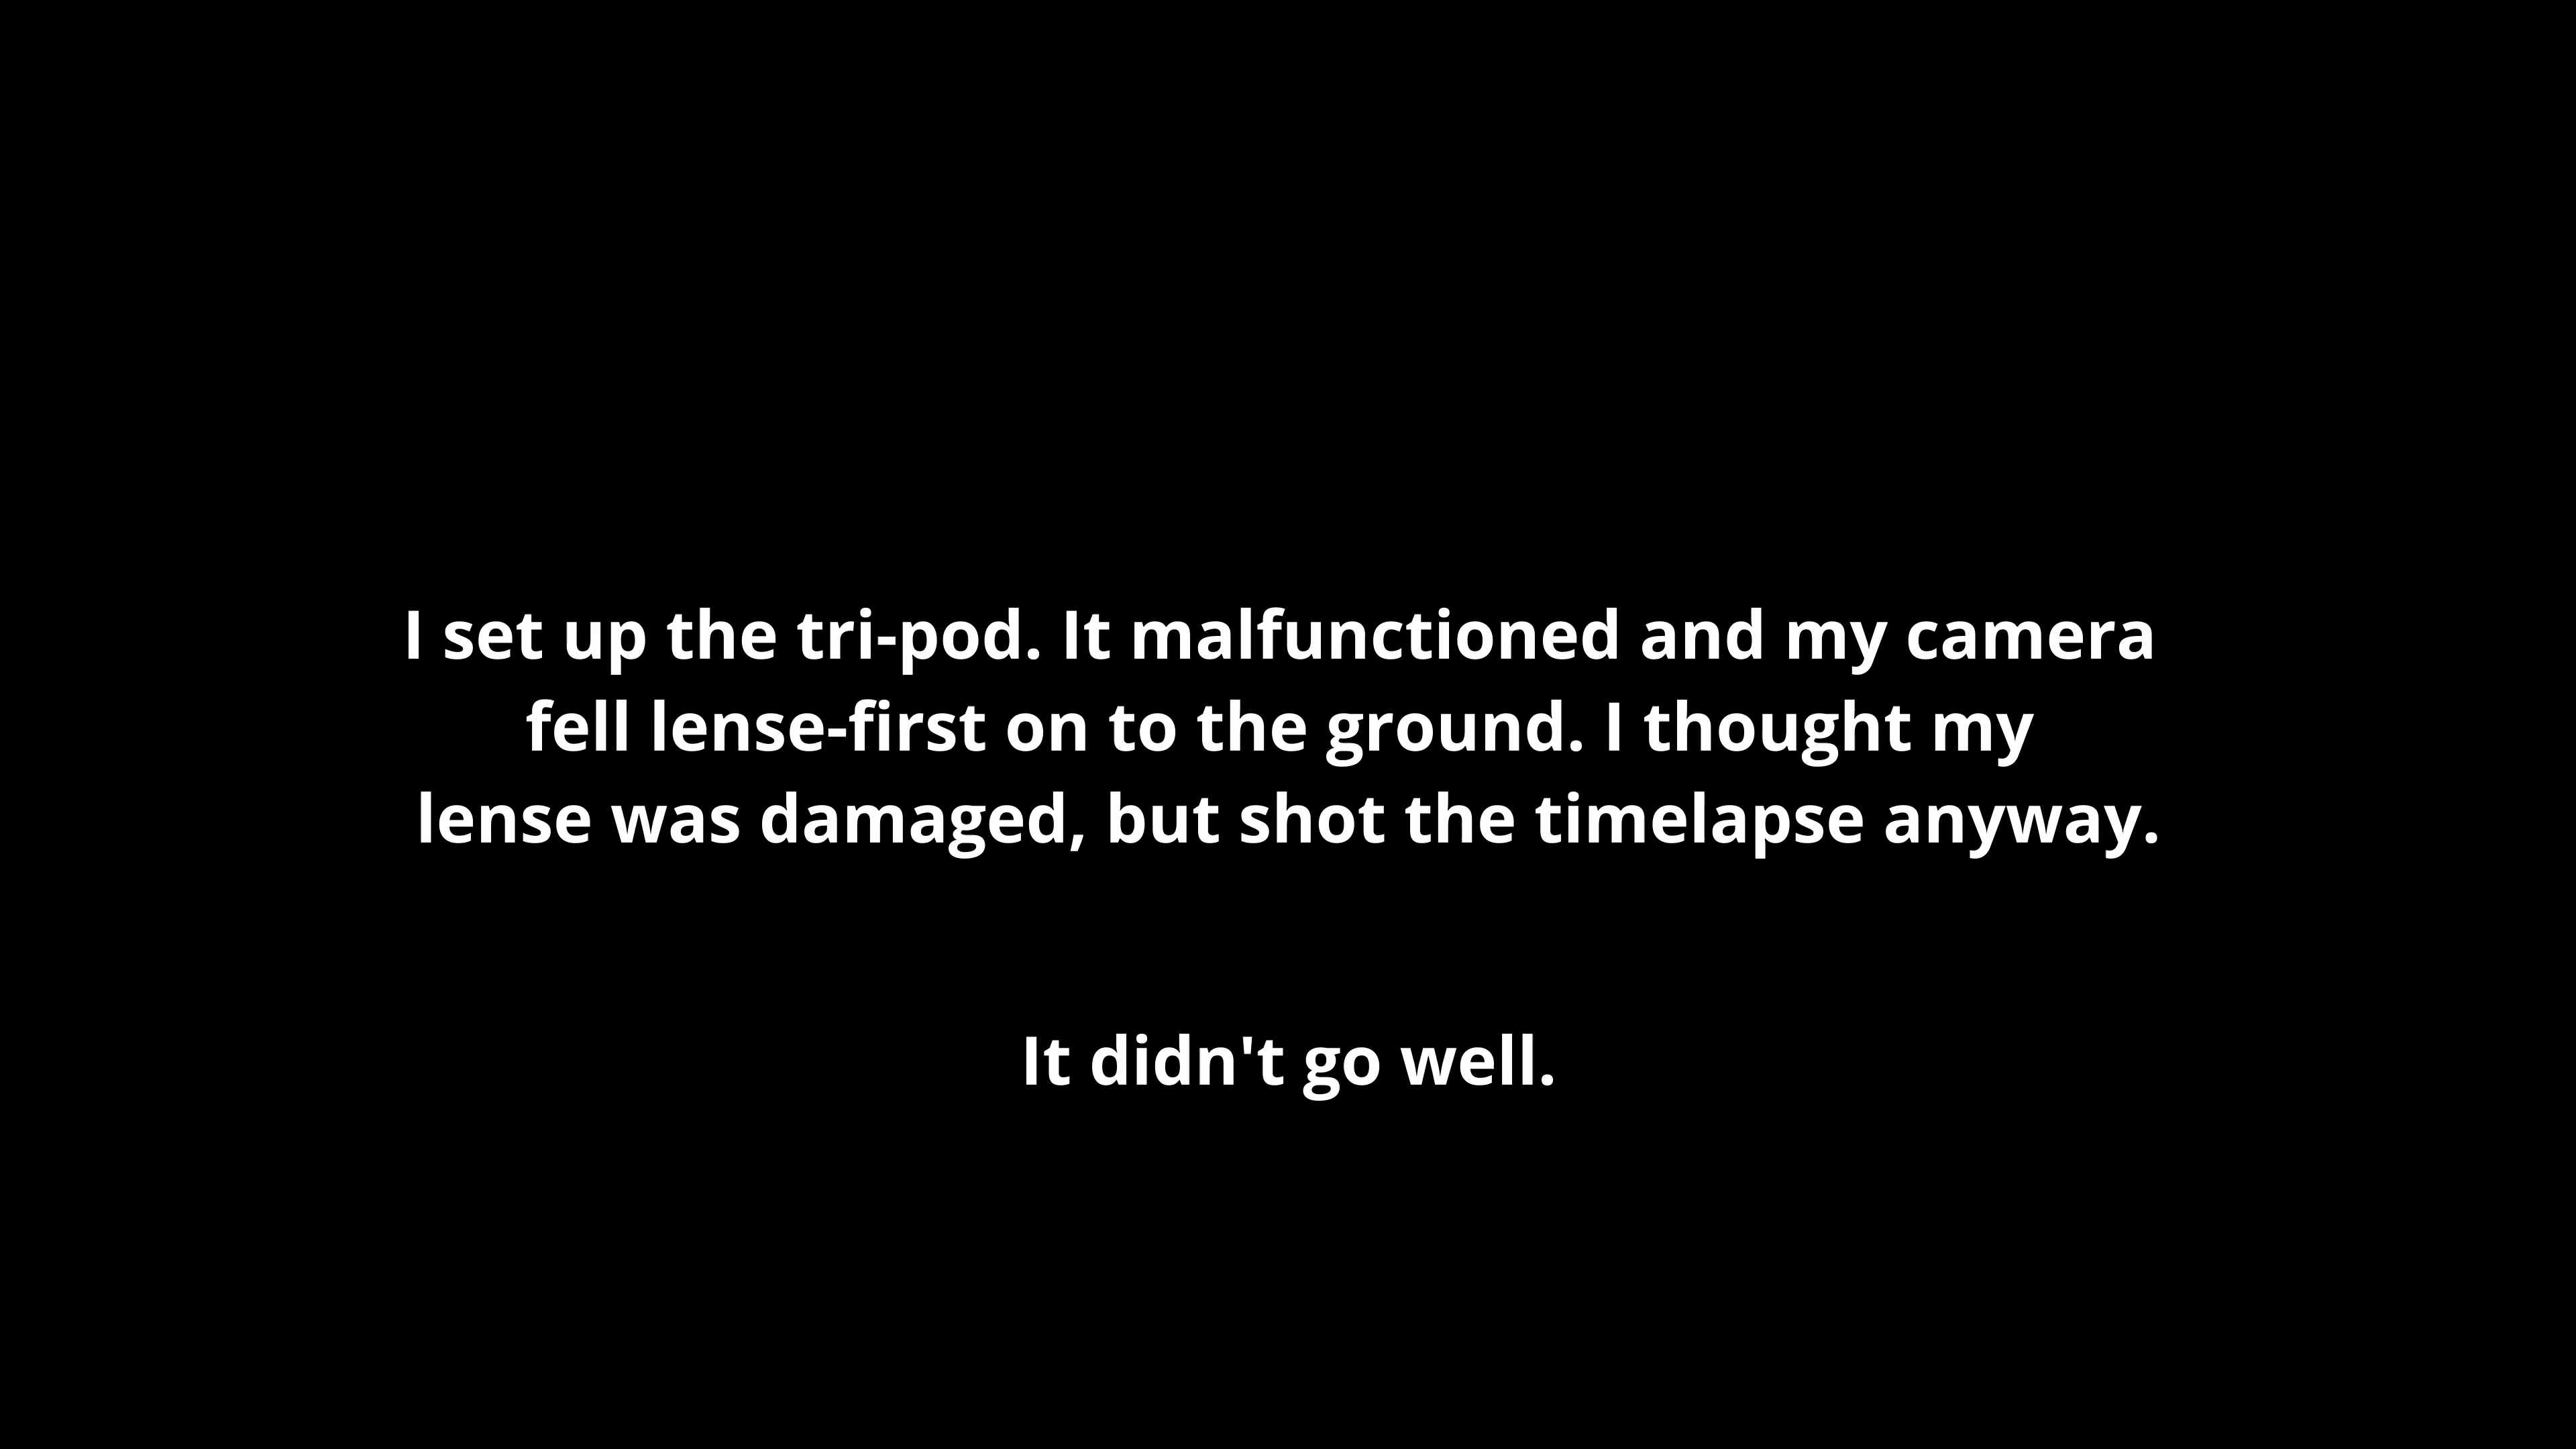 I set up the tri-pod. It malfunctioned and my camera
fell lense-first on to the ground. I thought my
lense was damaged, but shot the timelapse anyway.
It didn't go well.